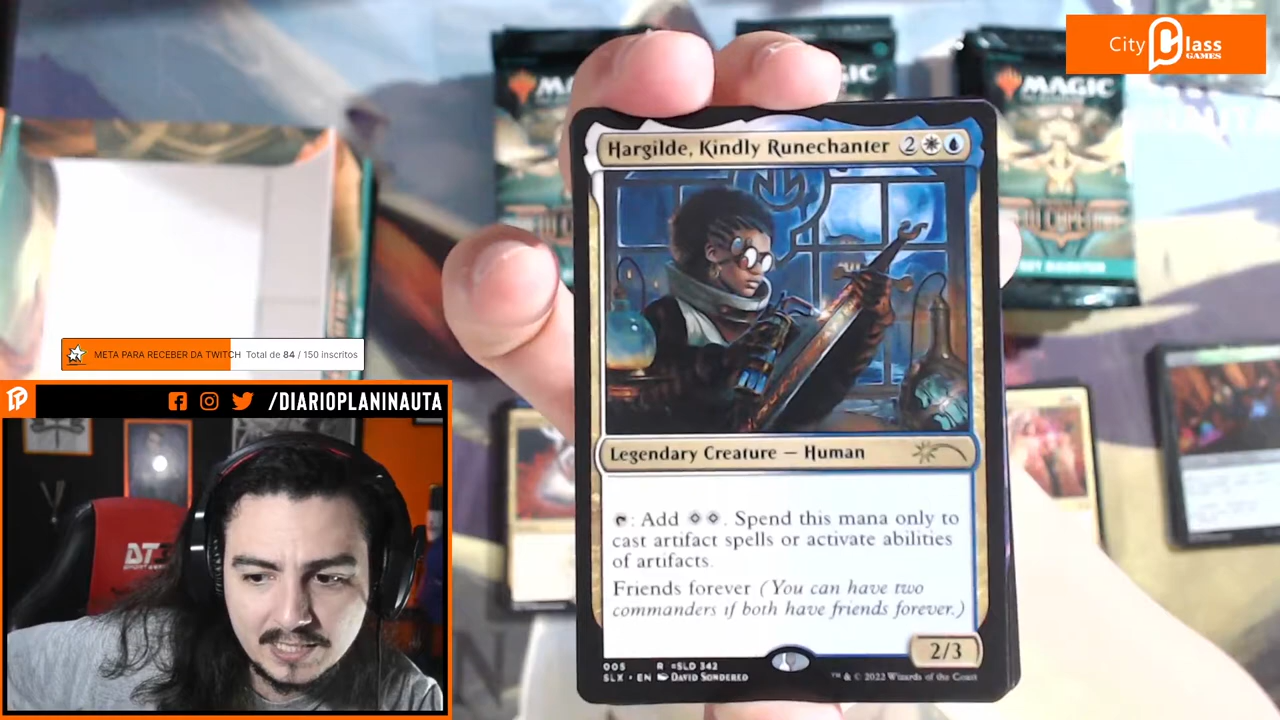 City Class
GAMES
MAGIC
MAGIC
Hargilde, Kindly Runechanter 2
Legendary Creature — Human
: Add . Spend this mana only to
cast artifact spells or activate abilities
of artifacts.
Friends forever (You can have two
commanders if both have friends forever.)
2/3
005 R =SLD 342
SLX • EN DAVID SONDERED
™ & © 2022 Wizards of the Coast
META PARA RECEBER DA TWITCH Total de 84 / 150 inscritos
/DIARIOPLANINAUTA
DT3